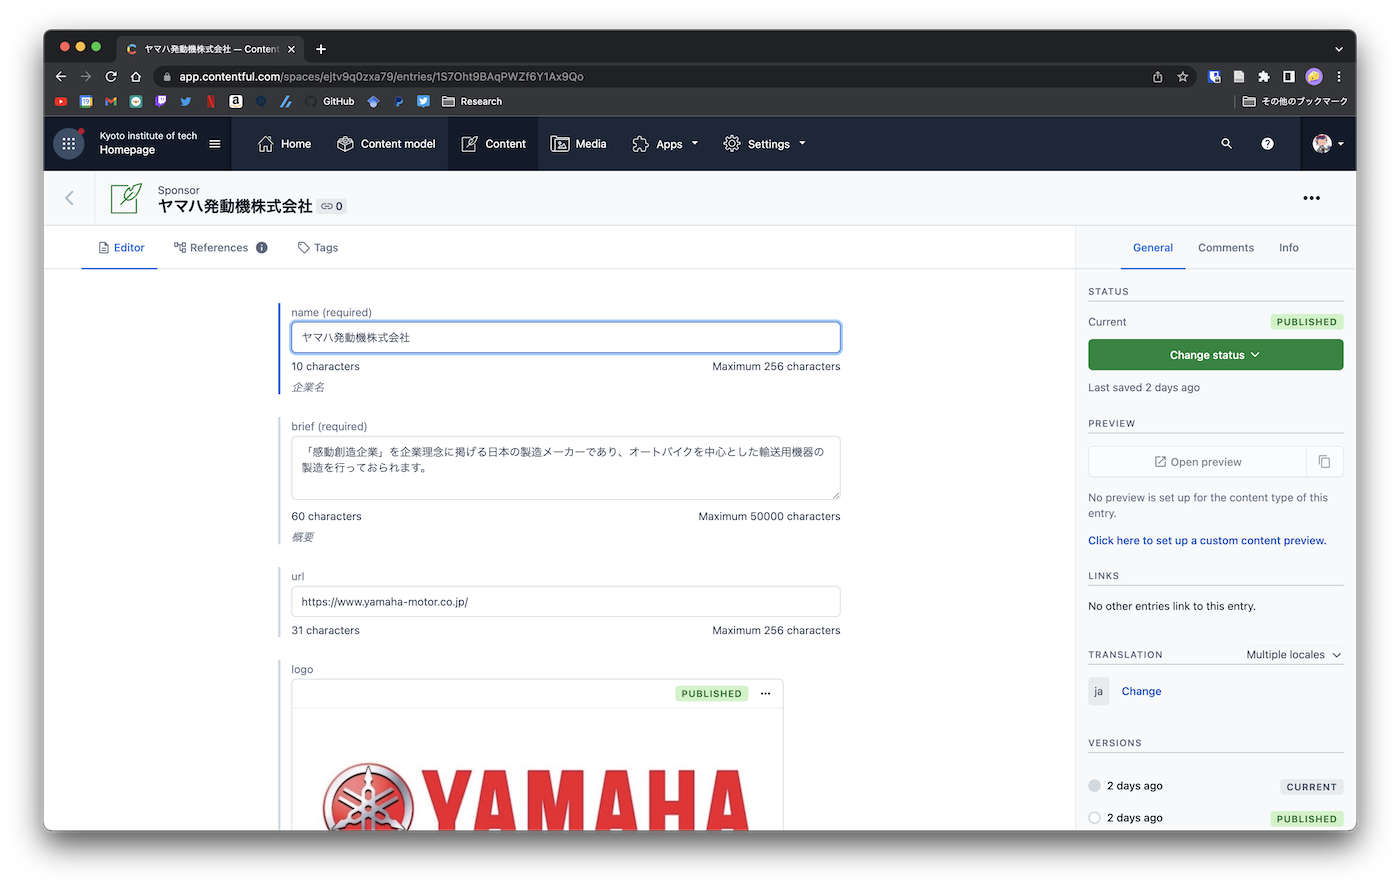 ヤマハ発動機株式会社 — Content
app.contentful.com/spaces/ejtv9q0zxa79/entries/1S7Oht9BAqPWZf6Y1Ax9Qo
GitHub
Research
その他のブックマーク
Kyoto institute of tech
Homepage
Home
Content model
Content
Media
Apps
Settings
Sponsor
ヤマハ発動機株式会社
0
Editor
References
Tags
General
Comments
Info
name (required)
ヤマハ発動機株式会社
10 characters
Maximum 256 characters
企業名
brief (required)
「感動創造企業」を企業理念に掲げる日本の製造メーカーであり、オートバイクを中心とした輸送用機器の
製造を行っておられます。
60 characters
Maximum 50000 characters
概要
url
https://www.yamaha-motor.co.jp/
31 characters
Maximum 256 characters
logo
PUBLISHED
YAMAHA
STATUS
Current
PUBLISHED
Change status
Last saved 2 days ago
PREVIEW
Open preview
No preview is set up for the content type of this
entry.
Click here to set up a custom content preview.
LINKS
No other entries link to this entry.
TRANSLATION
Multiple locales
ja
Change
VERSIONS
2 days ago
CURRENT
2 days ago
PUBLISHED